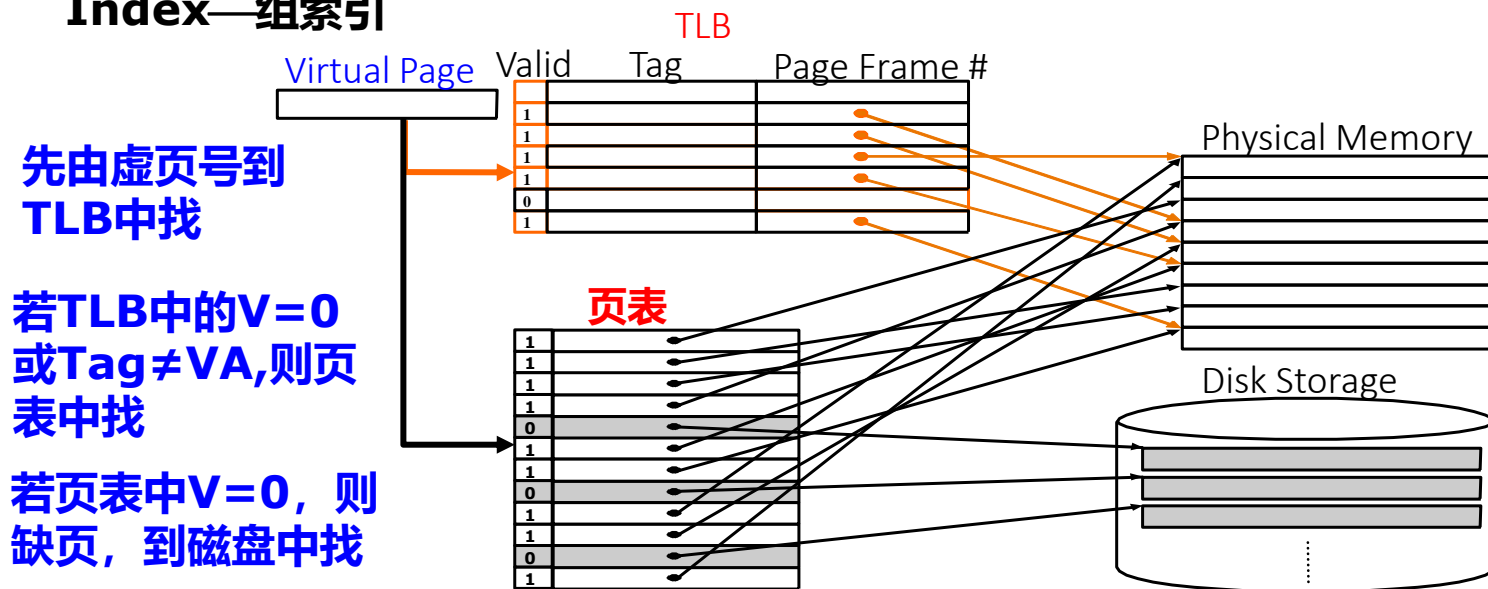 Index—组索引
TLB
Virtual Page
Valid Tag Page Frame #
1
1
1
1
0
1
先由虚页号到
TLB中找
Physical Memory
若TLB中的V=0
或Tag≠VA,则页
表中找
页表
1
1
1
1
0
1
1
0
1
1
0
1
Disk Storage
若页表中V=0，则
缺页，到磁盘中找